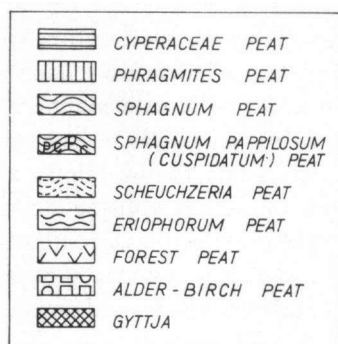 CYPERACEAE PEAT
PHRAGMITES PEAT
SPHAGNUM PEAT
SPHAGNUM PAPPILOSUM
(CUSPIDATUM) PEAT
SCHEUCHZERIA PEAT
ERIOPHORUM PEAT
FOREST PEAT
ALDER-BIRCH PEAT
GYTTJA